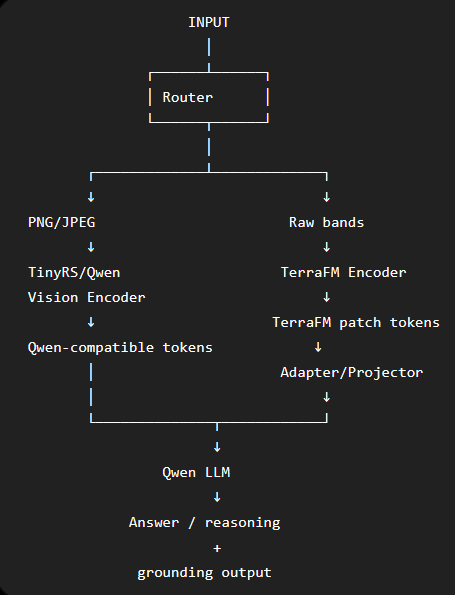 INPUT
Router
PNG/JPEG Raw bands
TinyRS/Qwen TerraFM Encoder
Vision Encoder
TerraFM patch tokens
Qwen-compatible tokens
Adapter/Projector
Qwen LLM
Answer / reasoning
+
grounding output